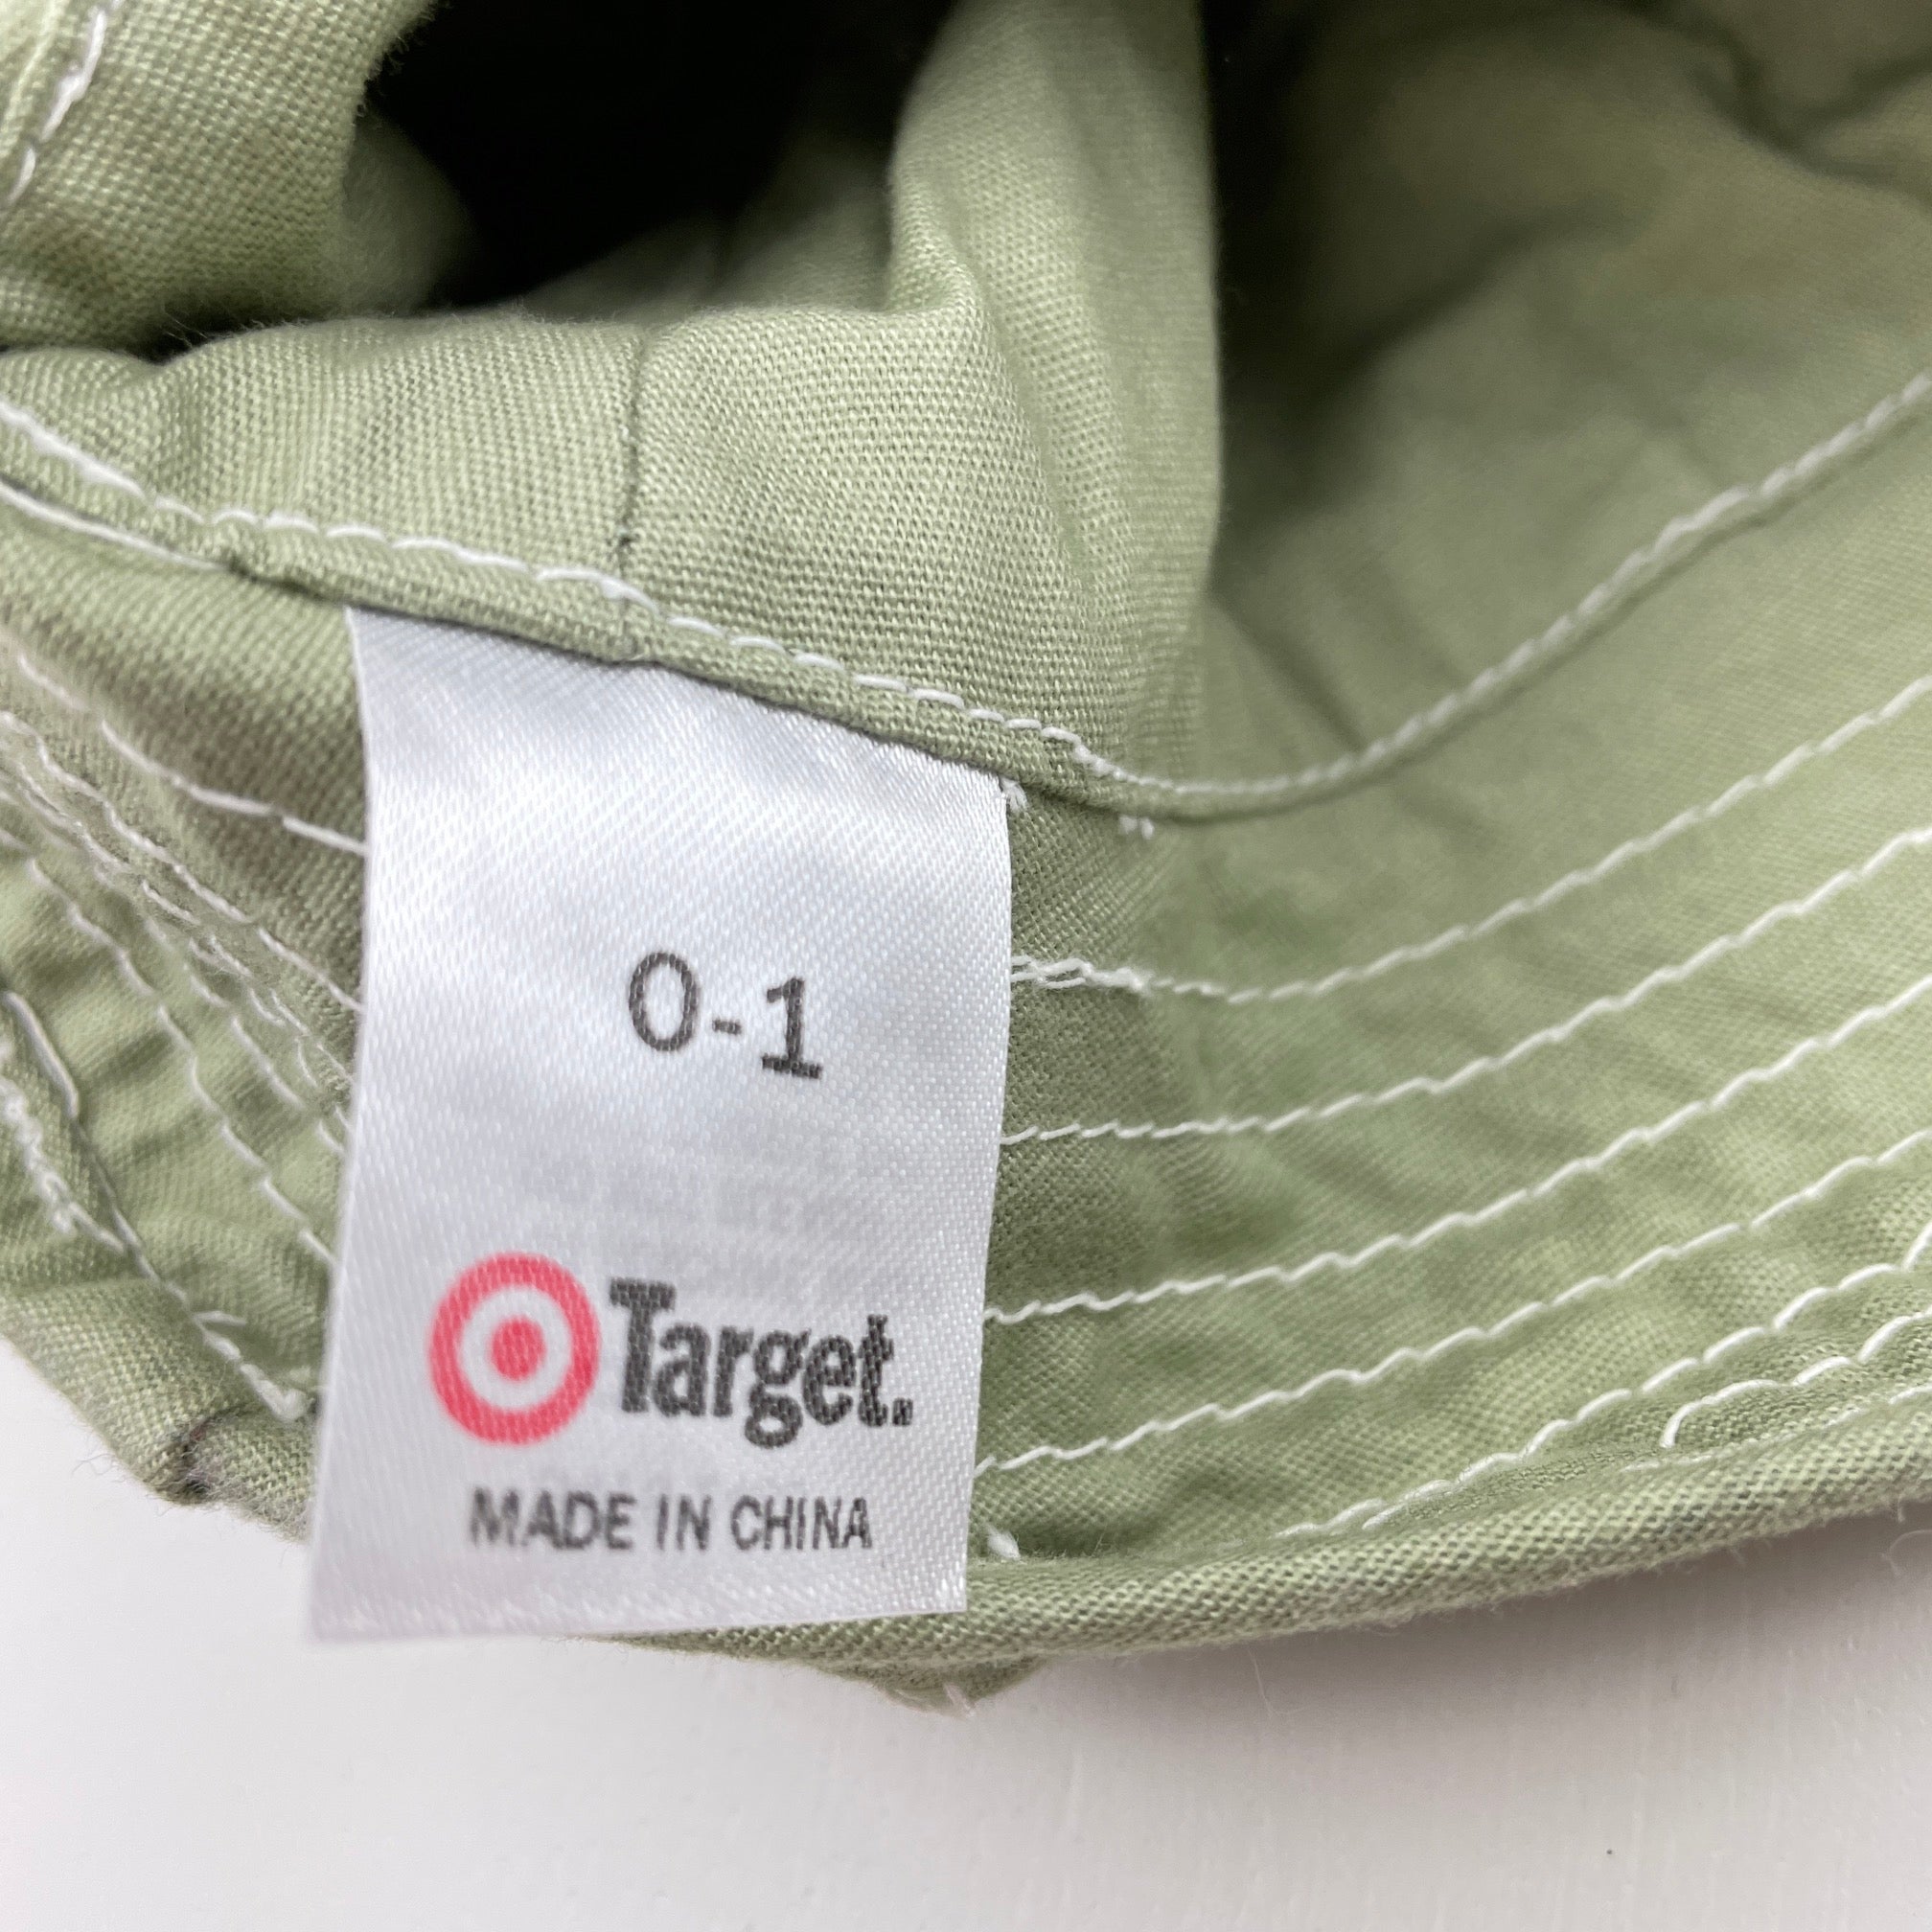 0-1
Target.
MADE IN CHINA